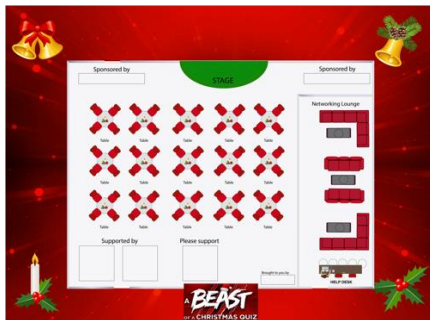 Sponsored by
STAGE
Sponsored by
Networking Lounge
Table Table Table Table Table
Table Table Table Table Table
Table Table Table Table Table
Supported by
Please support
Brought to you by
HELP DESK
A BEAST
OF A CHRISTMAS QUIZ